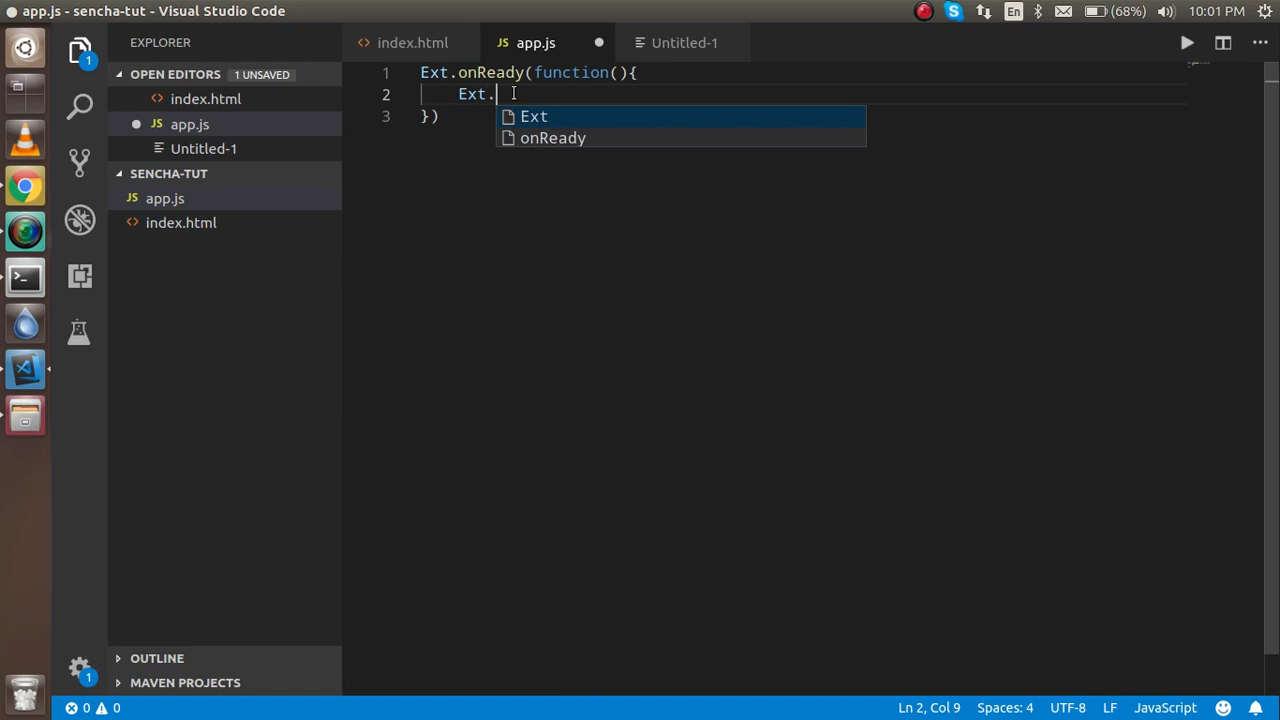 app.js - sencha-tut - Visual Studio Code
En
(68%)
10:01 PM
EXPLORER
1
OPEN EDITORS
1 UNSAVED
index.html
app.js
Untitled-1
SENCHA-TUT
JS app.js
index.html
OUTLINE
MAVEN PROJECTS
1
index.html
JS app.js
Untitled-1
1 Ext.onReady(function(){
2 Ext.
3 })
Ext
onReady
JS
0 0
Ln 2, Col 9
Spaces: 4
UTF-8
LF
JavaScript